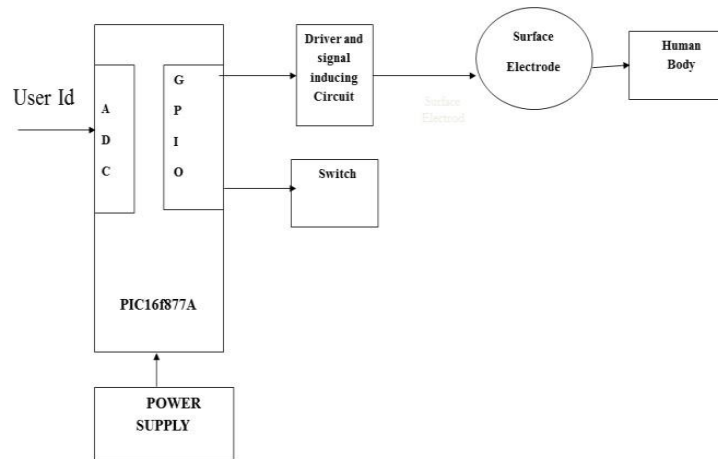 User Id
A
D
C
G
P
I
O
PIC16f877A
POWER
SUPPLY
Driver and
signal
inducing
Circuit
Switch
Surface
Electrod
Surface
Electrode
Human
Body